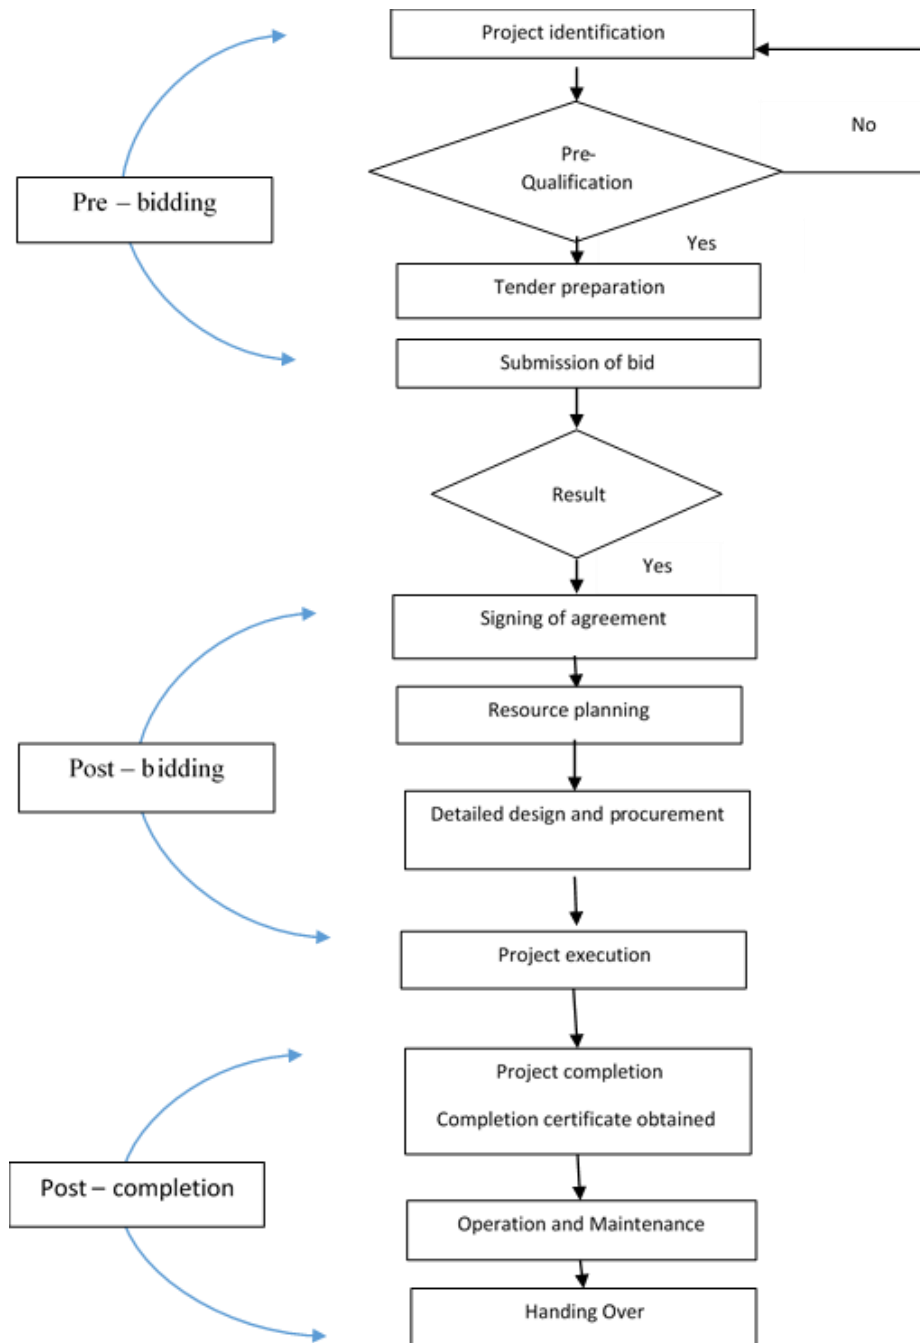 Project identification
No
Pre-
Qualification
Pre – bidding
Yes
Tender preparation
Submission of bid
Result
Yes
Signing of agreement
Resource planning
Post – bidding
Detailed design and procurement
Project execution
Project completion
Completion certificate obtained
Post – completion
Operation and Maintenance
Handing Over